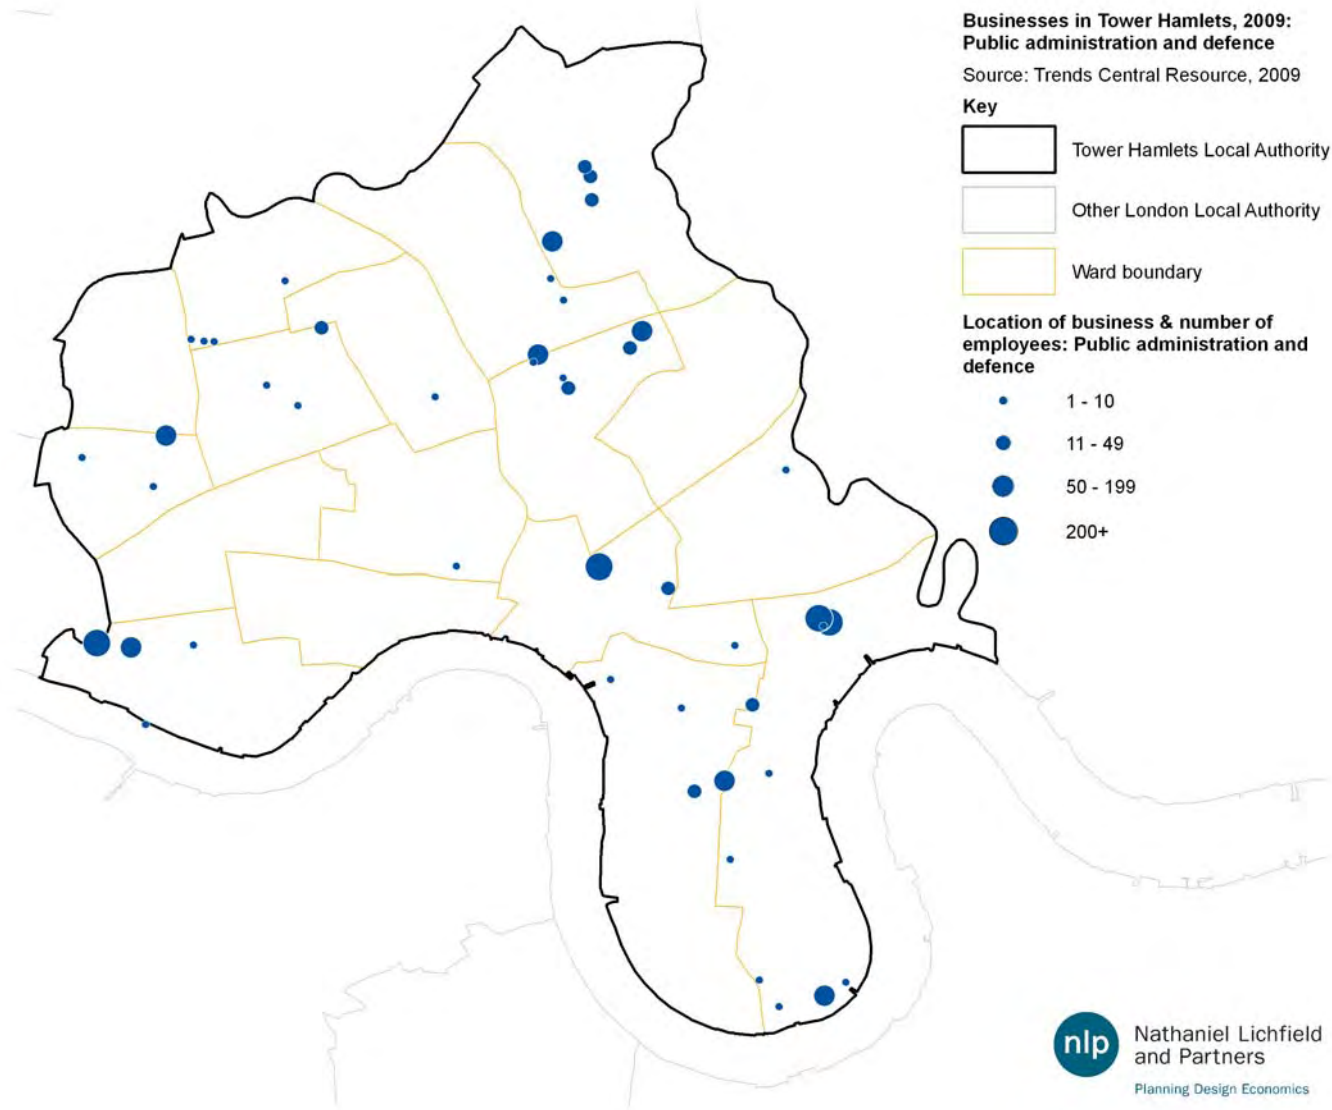 Businesses in Tower Hamlets, 2009:
Public administration and defence
Source: Trends Central Resource, 2009
Key
Tower Hamlets Local Authority
Other London Local Authority
Ward boundary
Location of business & number of
employees: Public administration and
defence
1 - 10
11 - 49
50 - 199
200+
nlp
Nathaniel Lichfield
and Partners
Planning Design Economics